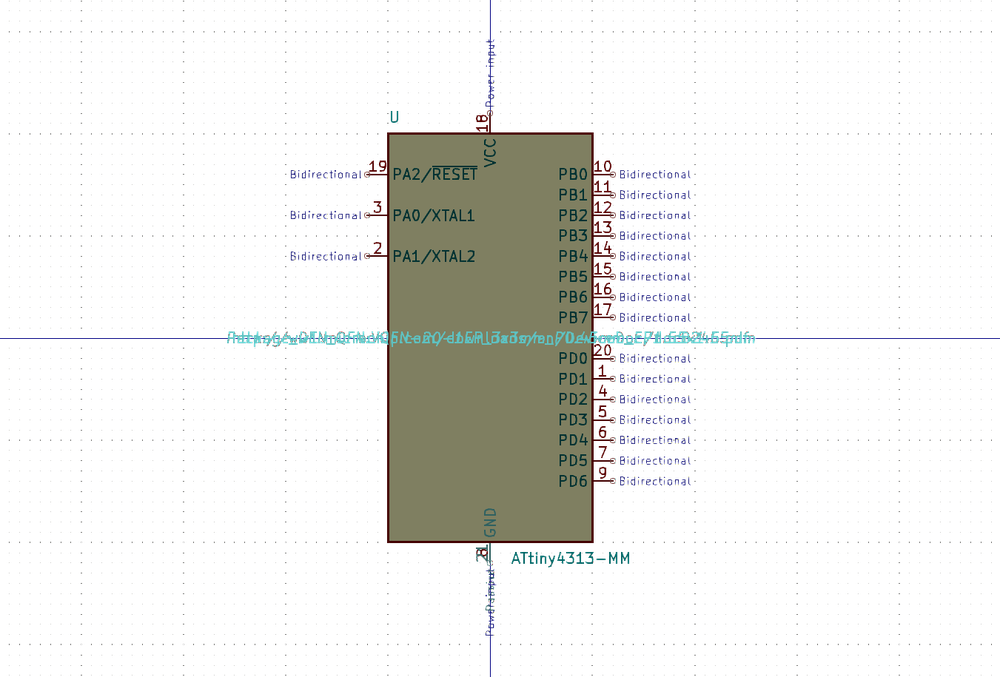 Power input
18
U
VCC
Bidirectional 19 PA2/RESET PB0 10 Bidirectional
PB1 11 Bidirectional
Bidirectional 3 PA0/XTAL1 PB2 12 Bidirectional
PB3 13 Bidirectional
Bidirectional 2 PA1/XTAL2 PB4 14 Bidirectional
PB5 15 Bidirectional
PB6 16 Bidirectional
PB7 17 Bidirectional
PD0 20 Bidirectional
PD1 1 Bidirectional
PD2 4 Bidirectional
PD3 5 Bidirectional
PD4 6 Bidirectional
PD5 7 Bidirectional
PD6 9 Bidirectional
GND
ATtiny4313-MM